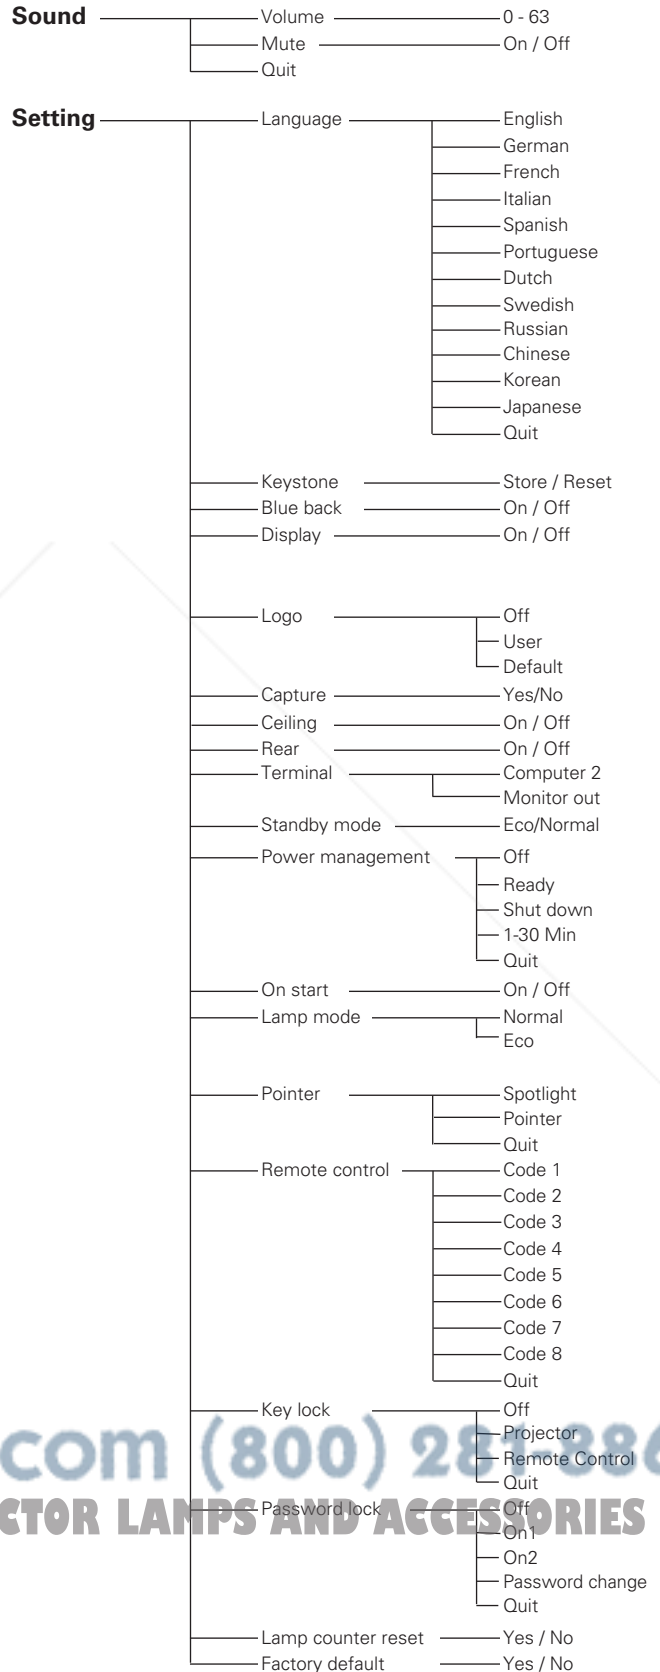 Sound Volume 0 - 63
Mute On / Off
Quit
Setting Language English
German
French
Italian
Spanish
Portuguese
Dutch
Swedish
Russian
Chinese
Korean
Japanese
Quit
Keystone Store / Reset
Blue back On / Off
Display On / Off
Logo Off
User
Default
Capture Yes/No
Ceiling On / Off
Rear On / Off
Terminal Computer 2
Monitor out
Standby mode Eco/Normal
Power management Off
Ready
Shut down
1-30 Min
Quit
On start On / Off
Lamp mode Normal
Eco
Pointer Spotlight
Pointer
Quit
Remote control Code 1
Code 2
Code 3
Code 4
Code 5
Code 6
Code 7
Code 8
Quit
Key lock Off
Projector
.com (800) 281-886
Remote Control
Quit
Password lock Off
CTOR LAMPS AND ACCESSORIES
On1
On2
Password change
Quit
Lamp counter reset Yes / No
Factory default Yes / No